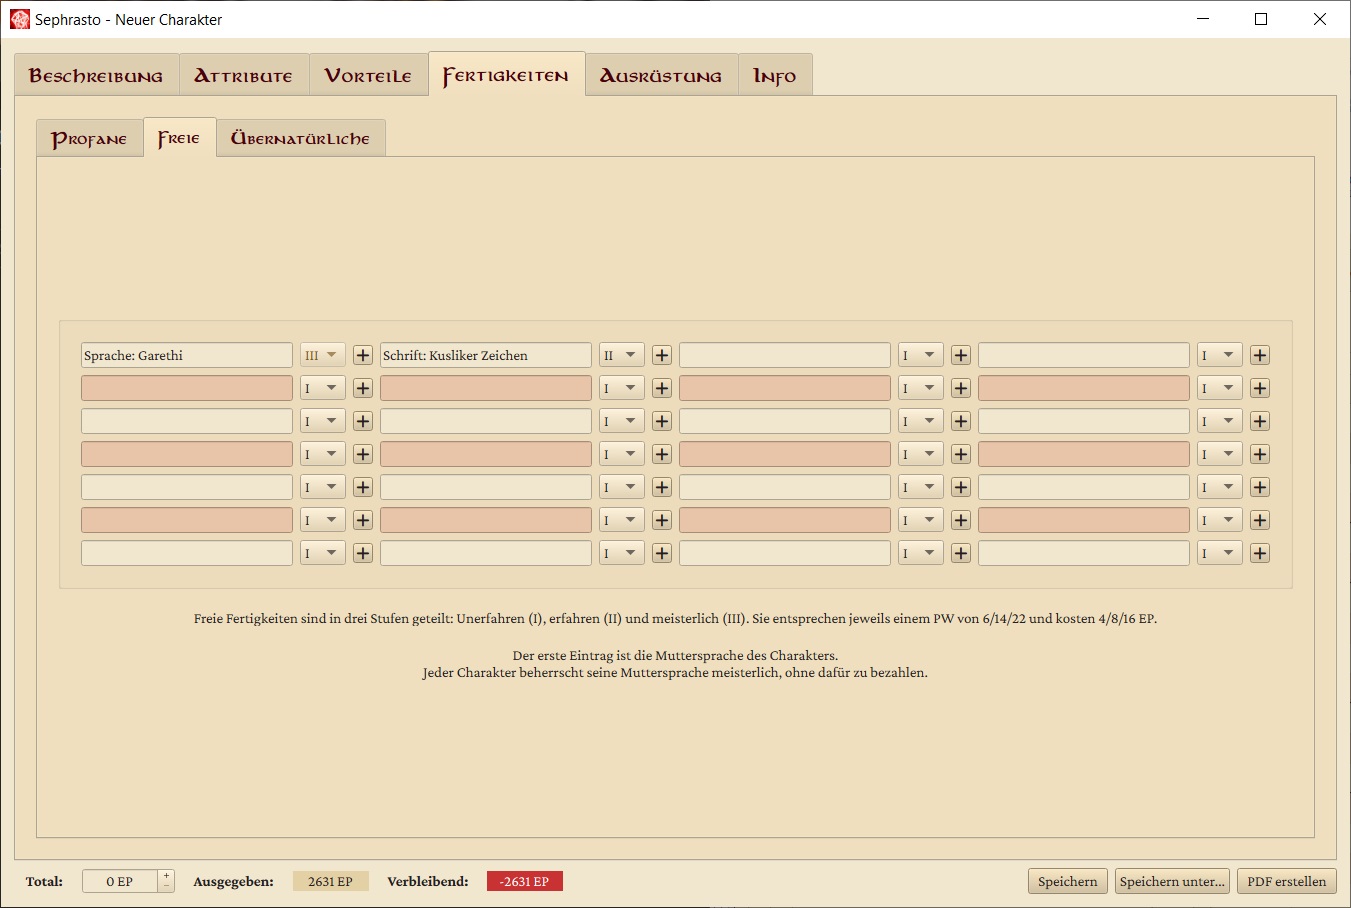 Sephrasto - Neuer Charakter
Beschreibung Attribute Vorteile Fertigkeiten Ausrüstung Info
Profane Freie Übernatürliche
Sprache: Garethi III + Schrift: Kusliker Zeichen II + I + I +
I + I + I + I +
I + I + I + I +
I + I + I + I +
I + I + I + I +
I + I + I + I +
I + I + I + I +
Freie Fertigkeiten sind in drei Stufen geteilt: Unerfahren (I), erfahren (II) und meisterlich (III). Sie entsprechen jeweils einem PW von 6/14/22 und kosten 4/8/16 EP.
Der erste Eintrag ist die Muttersprache des Charakters.
Jeder Charakter beherrscht seine Muttersprache meisterlich, ohne dafür zu bezahlen.
Total: 0 EP + - Ausgegeben: 2631 EP Verbleibend: -2631 EP Speichern Speichern unter... PDF erstellen